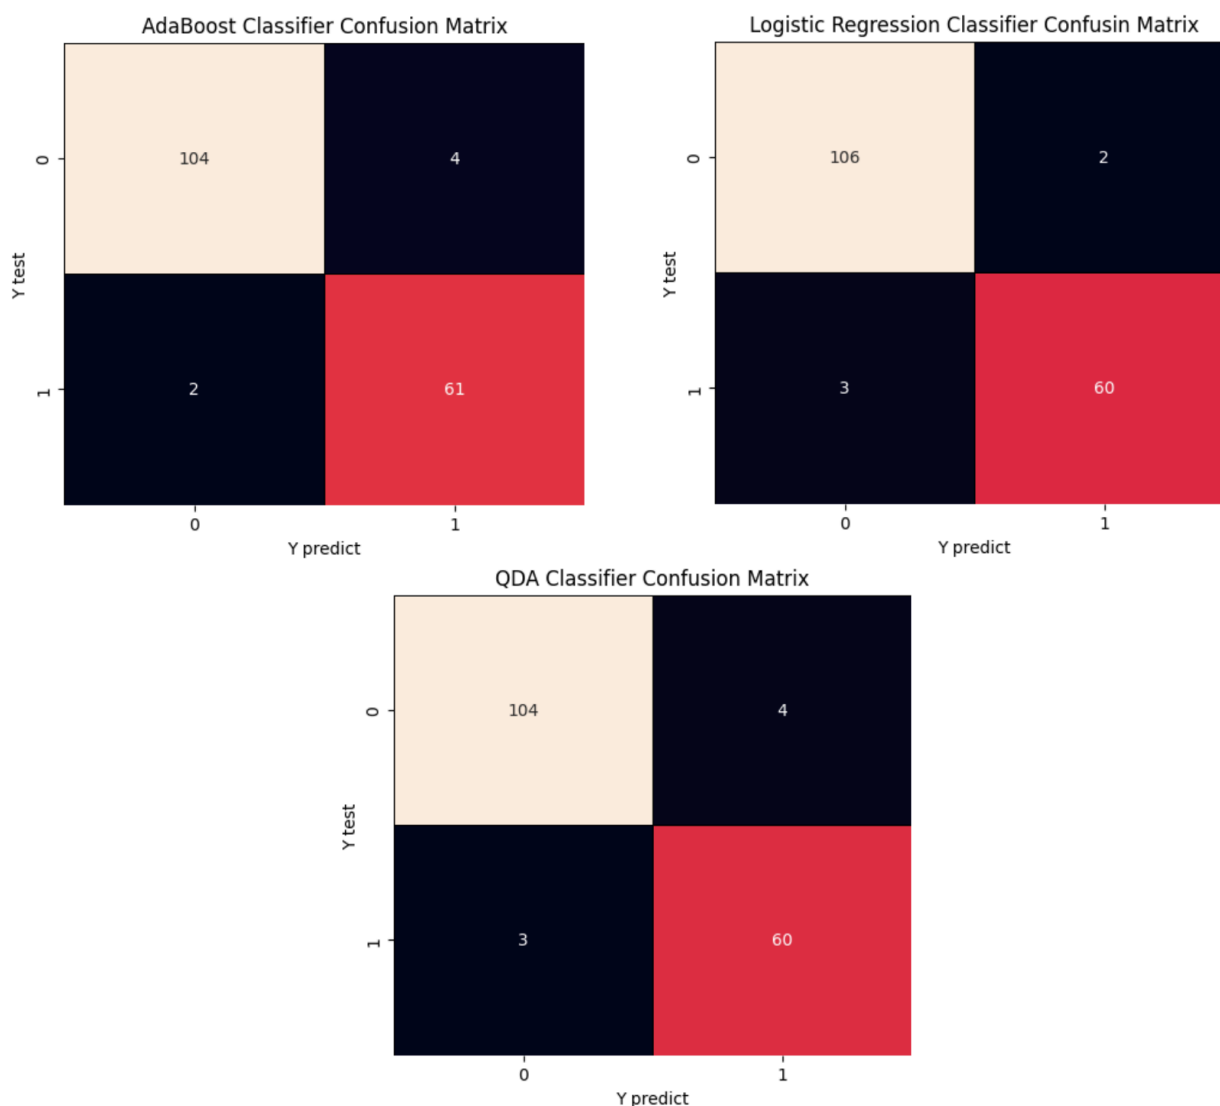 AdaBoost Classifier Confusion Matrix
0
104
4
Y test
1
2
61
0
1
Y predict
Logistic Regression Classifier Confusin Matrix
0
106
2
Y test
1
3
60
0
1
Y predict
QDA Classifier Confusion Matrix
0
104
4
Y test
1
3
60
0
1
Y predict